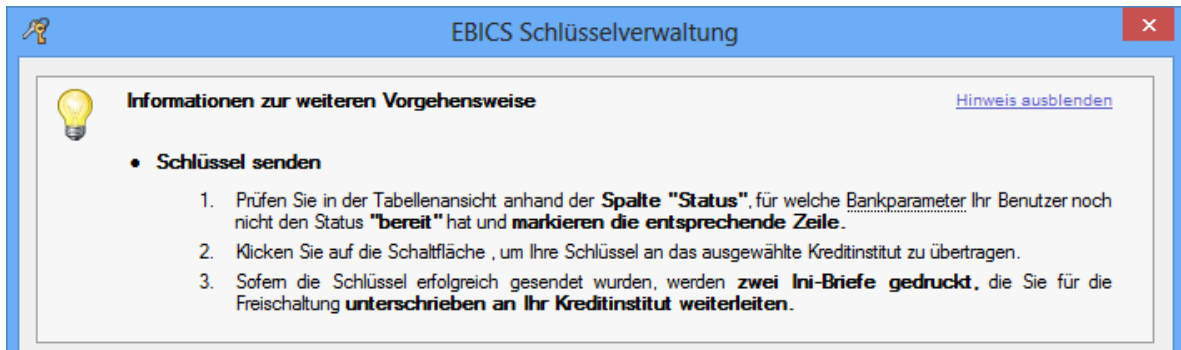 EBICS Schlüsselverwaltung
Informationen zur weiteren Vorgehensweise
Hinweis ausblenden
• Schlüssel senden
1. Prüfen Sie in der Tabellenansicht anhand der Spalte "Status", für welche Bankparameter Ihr Benutzer noch
nicht den Status "bereit" hat und markieren die entsprechende Zeile.
2. Klicken Sie auf die Schaltfläche , um Ihre Schlüssel an das ausgewählte Kreditinstitut zu übertragen.
3. Sofern die Schlüssel erfolgreich gesendet wurden, werden zwei Ini-Briefe gedruckt, die Sie für die
Freischaltung unterschrieben an Ihr Kreditinstitut weiterleiten.